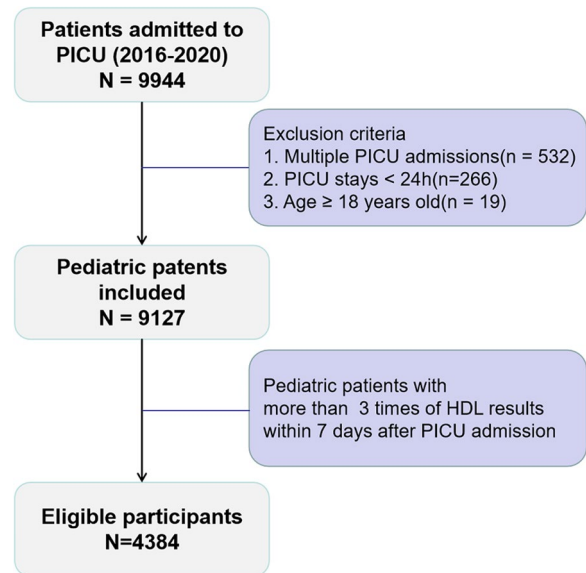 Patients admitted to
PICU (2016-2020)
N = 9944
Exclusion criteria
1. Multiple PICU admissions(n = 532)
2. PICU stays < 24h(n=266)
3. Age ≥ 18 years old(n = 19)
Pediatric patents
included
N = 9127
Pediatric patients with
more than 3 times of HDL results
within 7 days after PICU admission
Eligible participants
N=4384